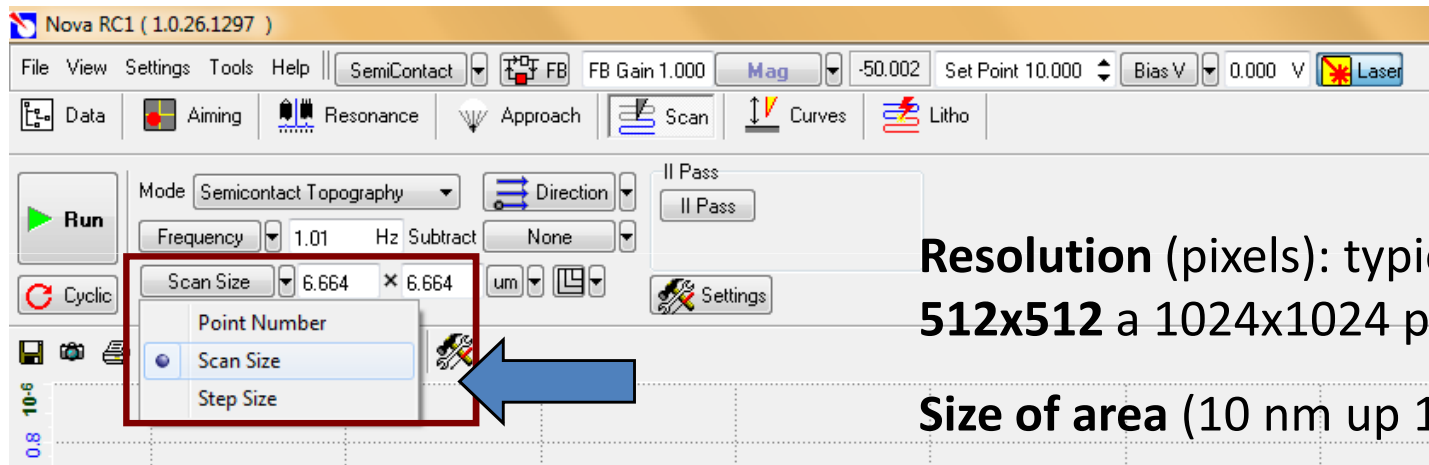 Nova RC1 ( 1.0.26.1297 )
File View Settings Tools Help SemiContact FB FB Gain 1.000 Mag -50.002 Set Point 10.000 Bias V 0.000 V Laser
Data Aiming Resonance Approach Scan Curves Litho
Run Mode Semicontact Topography Direction II Pass
II Pass
Frequency 1.01 Hz Subtract None
Cyclic Scan Size 6.664 × 6.664 um Settings
Point Number
Scan Size
Step Size
10-6
0.8
Resolution (pixels): typi
512x512 a 1024x1024 p
Size of area (10 nm up 1